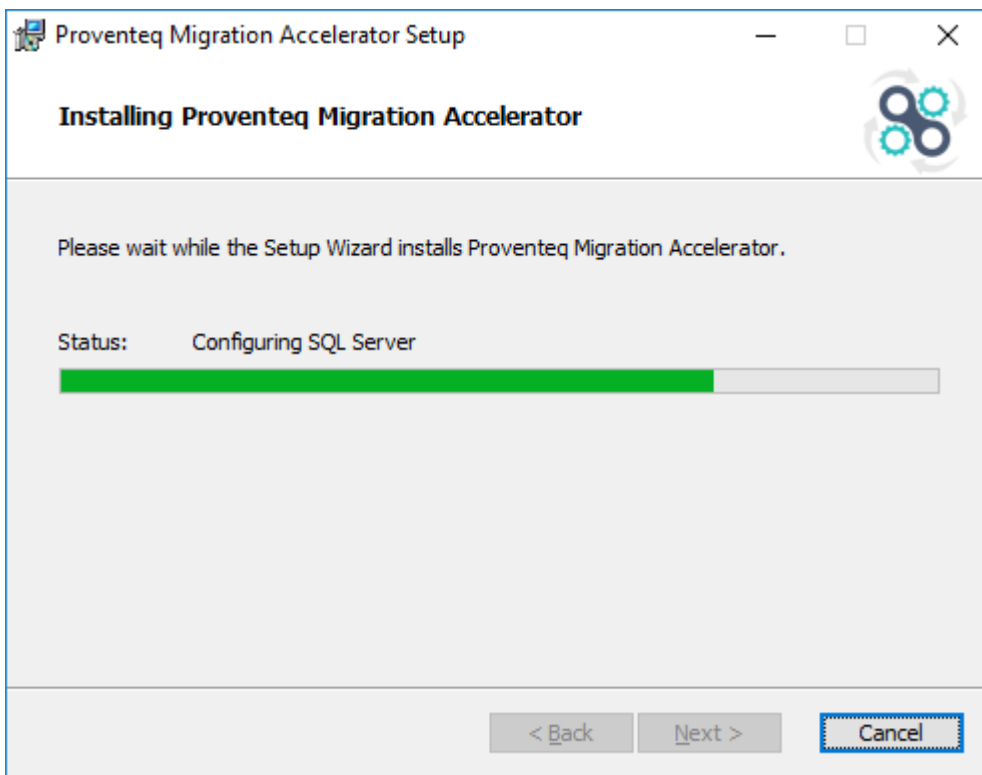 Proventeq Migration Accelerator Setup
Installing Proventeq Migration Accelerator
Please wait while the Setup Wizard installs Proventeq Migration Accelerator.
Status: Configuring SQL Server
< Back Next > Cancel